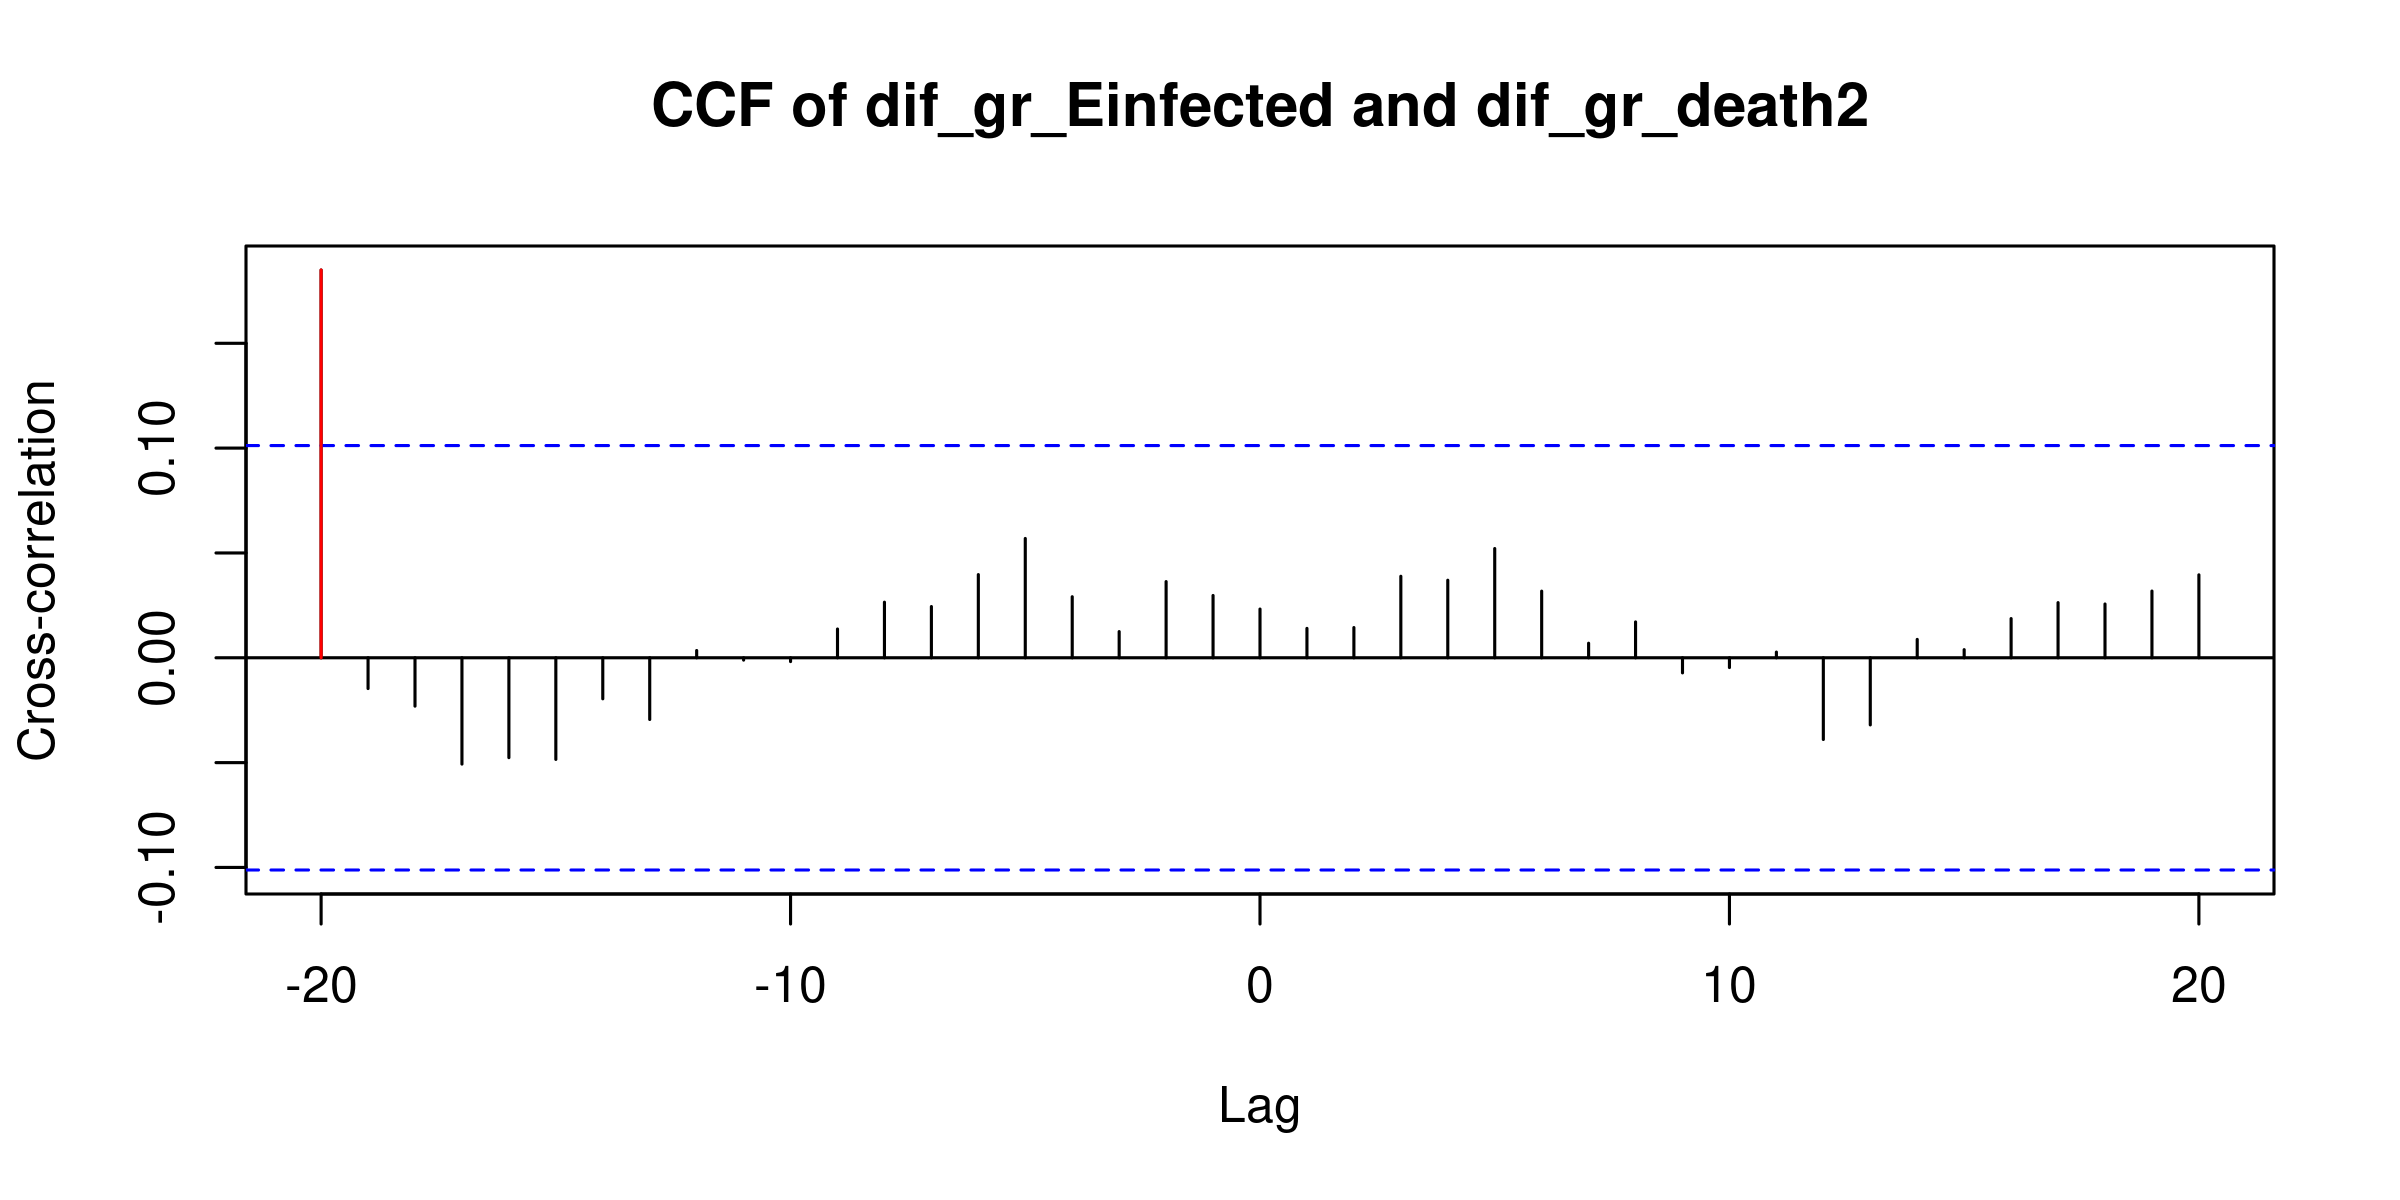 CCF of dif_gr_Einfected and dif_gr_death2
Cross-correlation
0.10
0.00
-0.10
-20 -10 0 10 20
Lag